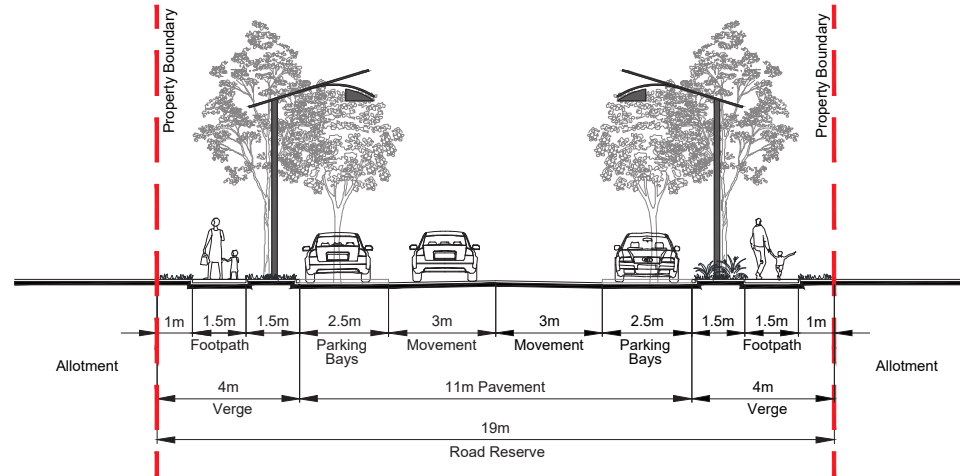 Property Boundary
Property Boundary
1m
1.5m
1.5m
2.5m
3m
3m
2.5m
1.5m
1.5m
1m
Footpath
Parking
Bays
Movement
Movement
Parking
Bays
Footpath
Allotment
Allotment
4m
11m Pavement
4m
Verge
Verge
19m
Road Reserve